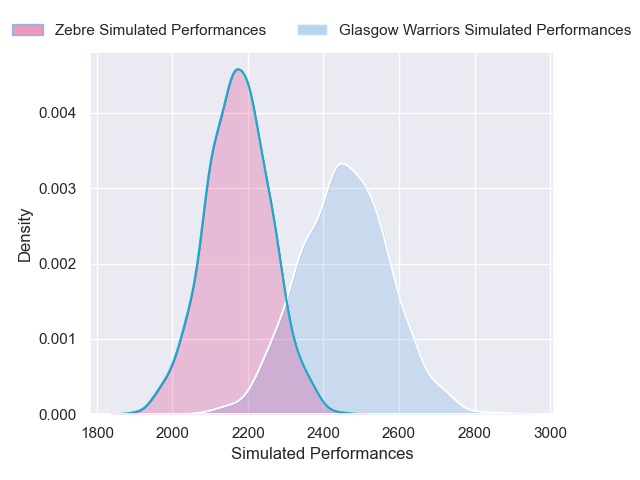 Zebre Simulated Performances Glasgow Warriors Simulated Performances
0.004
0.003
0.002
0.001
0.000
Density
1800 2000 2200 2400 2600 2800 3000
Simulated Performances